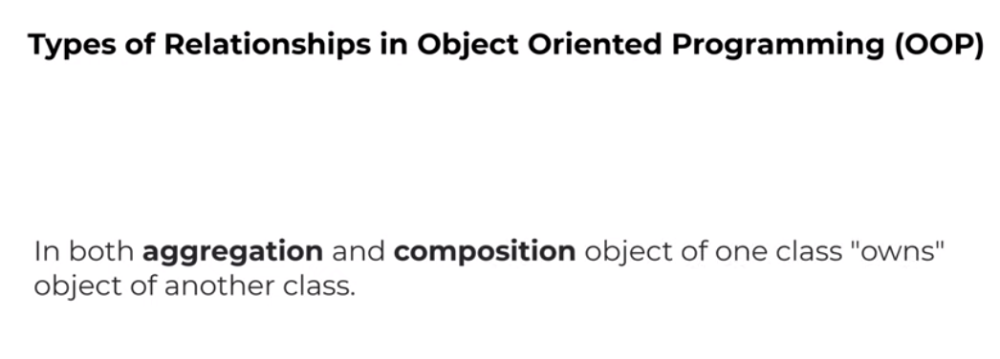 Types of Relationships in Object Oriented Programming (OOP)
In both aggregation and composition object of one class "owns"
object of another class.